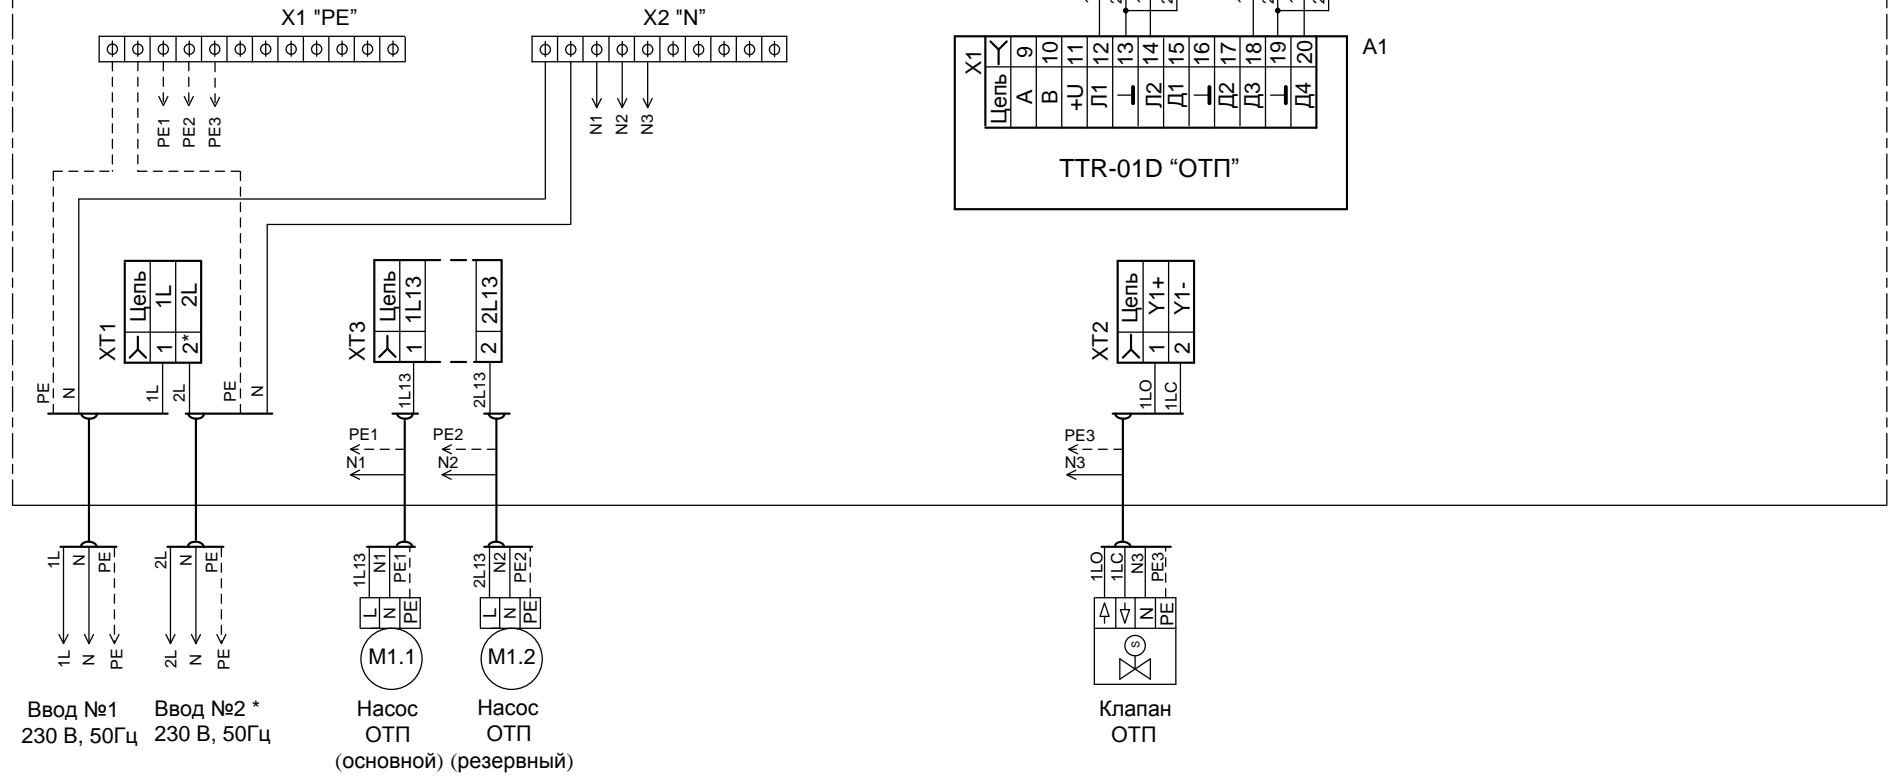 X1 "PE”
X2 "N”
A1
X1
Цепь
9 A
10 B
11 +U
12 Л1
13 ⊥
14 Л2
15 Д1
16 ⊥
17 Д2
18 Д3
19 ⊥
20 Д4
TTR-01D “ОТП”
PE1
PE2
PE3
N1
N2
N3
XT1
Цепь
1 1L
2* 2L
XT3
Цепь
1 1L13
2 2L13
XT2
Цепь
1 Y1+
2 Y1-
PE
N
1L
2L
PE
N
1L13
2L13
1LO
1LC
PE1
N1
PE2
N2
PE3
N3
1L
N
PE
2L
N
PE
1L13
N1
PE1
2L13
N2
PE2
1LO
1LC
N3
PE3
L
N
PE
L
N
PE
N
PE
M1.1
M1.2
S
1L
N
PE
2L
N
PE
Ввод №1
230 В, 50Гц
Ввод №2 *
230 В, 50Гц
Насос
ОТП
(основной)
Насос
ОТП
(резервный)
Клапан
ОТП